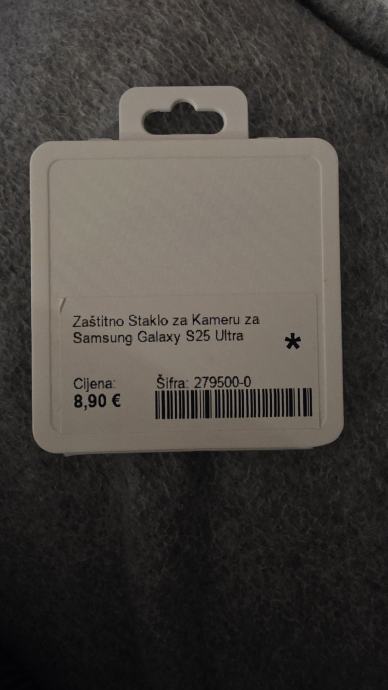 Zaštitno Staklo za Kameru za
Samsung Galaxy S25 Ultra
*
Cijena: Šifra: 279500-0
8,90 €